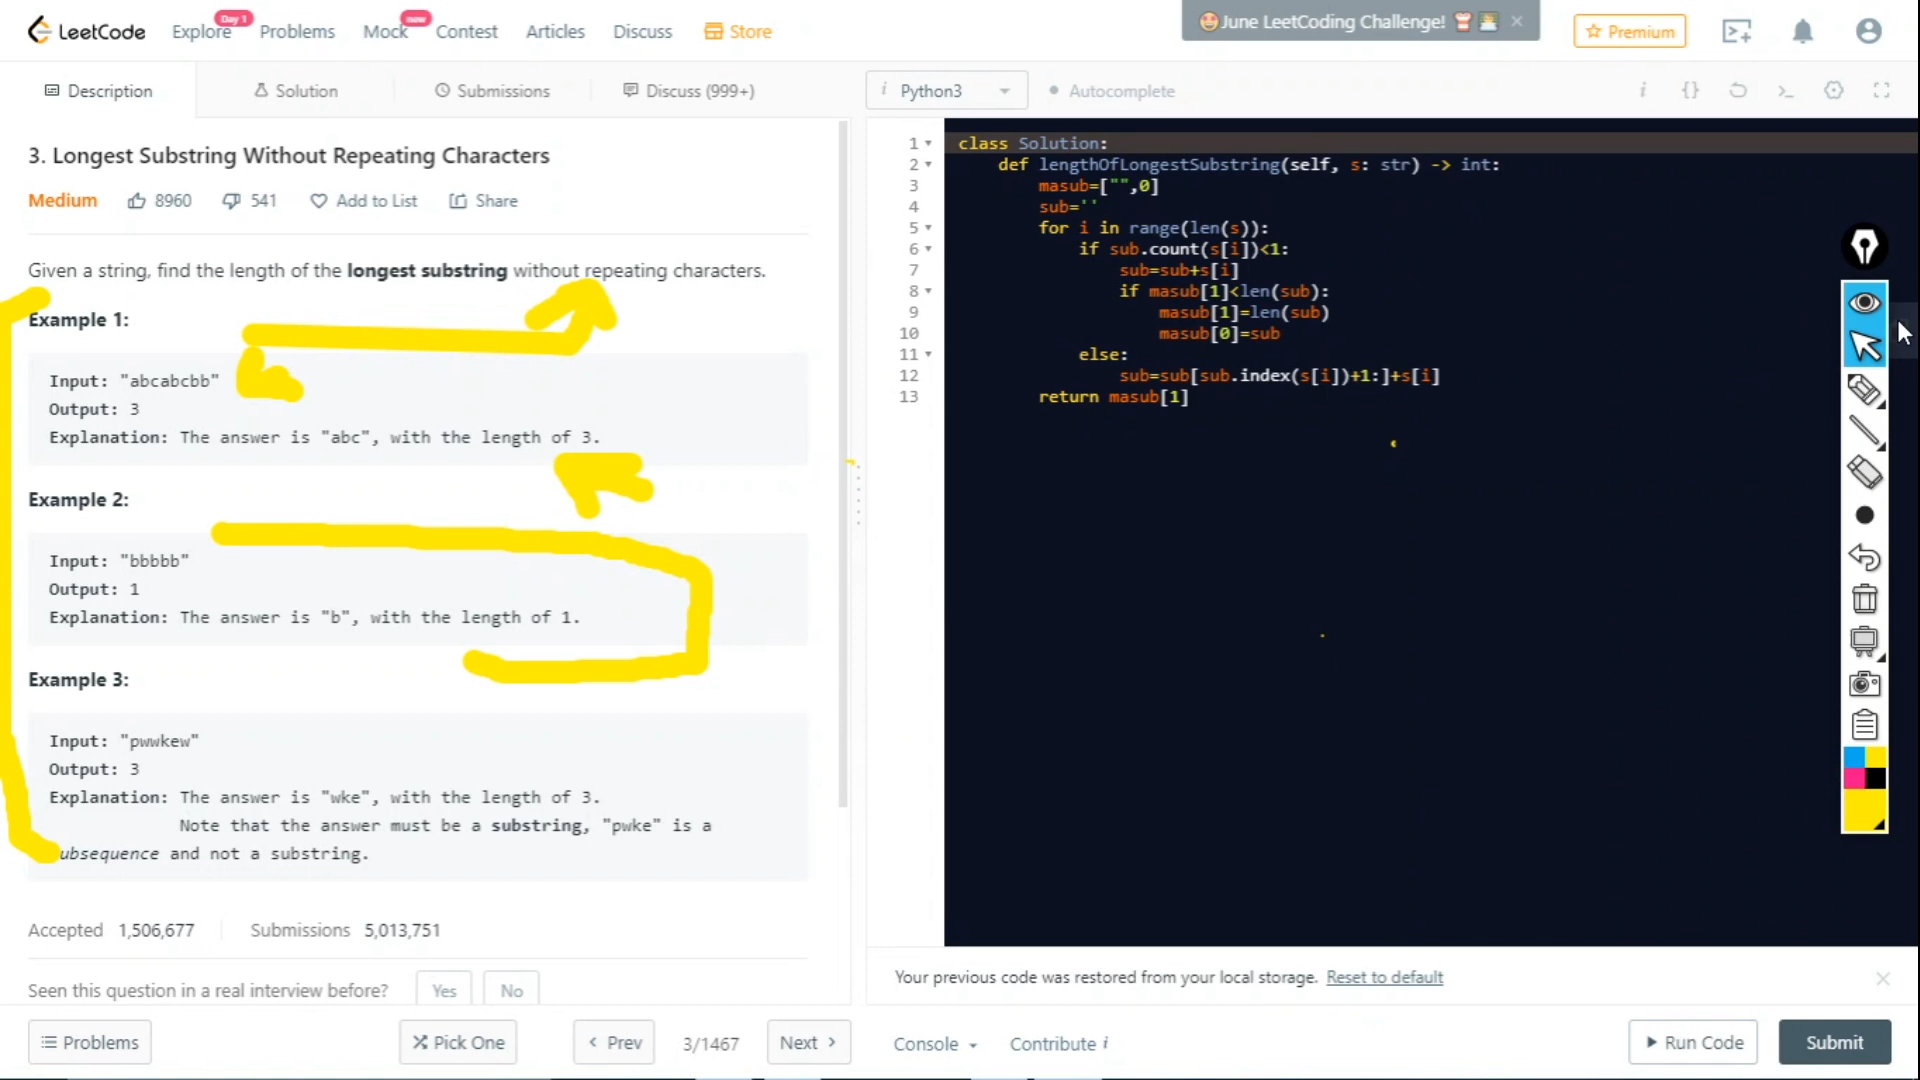 LeetCode
Explore
Day 1
Problems
Mock
new
Contest
Articles
Discuss
Store
June LeetCoding Challenge!
×
Premium
Description
Solution
Submissions
Discuss (999+)
i Python3
Autocomplete
3. Longest Substring Without Repeating Characters
Medium
8960
541
Add to List
Share
Given a string, find the length of the longest substring without repeating characters.
Example 1:
Input: "abcabcbb"
Output: 3
Explanation: The answer is "abc", with the length of 3.
Example 2:
Input: "bbbbb"
Output: 1
Explanation: The answer is "b", with the length of 1.
Example 3:
Input: "pwwkew"
Output: 3
Explanation: The answer is "wke", with the length of 3.
Note that the answer must be a substring, "pwke" is a
ubsequence and not a substring.
Accepted 1,506,677
Submissions 5,013,751
Seen this question in a real interview before?
Yes
No
Problems
Pick One
Prev
3/1467
Next
1 class Solution:
2 def lengthOfLongestSubstring(self, s: str) -> int:
3 masub=["",0]
4 sub=''
5 for i in range(len(s)):
6 if sub.count(s[i])<1:
7 sub=sub+s[i]
8 if masub[1]<len(sub):
9 masub[1]=len(sub)
10 masub[0]=sub
11 else:
12 sub=sub[sub.index(s[i])+1:]+s[i]
13 return masub[1]
Your previous code was restored from your local storage. Reset to default
Console
Contribute i
Run Code
Submit